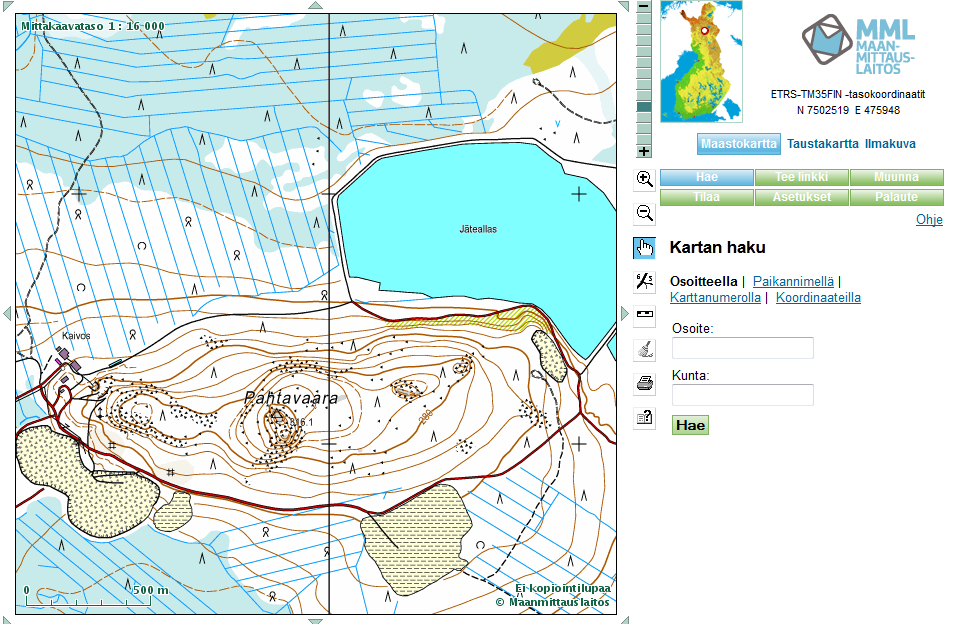 Mittakaavataso 1 : 16 000
Jäteallas
Kaivos
Pahtavaara
316.1
280
0
500 m
Ei kopiointilupaa
© Maanmittauslaitos
MML
MAAN-
MITTAUS-
LAITOS
ETRS-TM35FIN -tasokoordinaatit
N 7502519 E 475948
Maastokartta Taustakartta Ilmakuva
Hae Tee linkki Muunna
Tilaa Asetukset Palaute
Ohje
Kartan haku
Osoitteella | Paikannimellä |
Karttanumerolla | Koordinaateilla
Osoite:
Kunta:
Hae